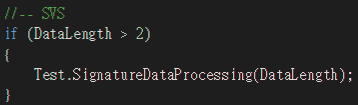 //-- SVS
if (DataLength > 2)
{
    Test.SignatureDataProcessing(DataLength);
}